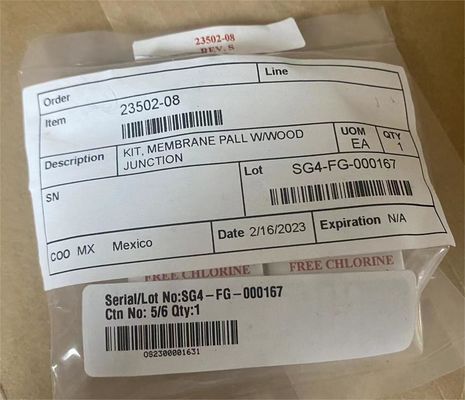 23502-08
REV. S
Order
Line
Item
23502-08
Description
KIT, MEMBRANE PALL W/WOOD
JUNCTION
UOM
EA
QTY
1
SN
Lot
SG4-FG-000167
COO MX Mexico
Date 2/16/2023
Expiration N/A
FREE CHLORINE
FREE CHLORINE
Serial/Lot No:SG4-FG-000167
Ctn No: 5/6 Qty:1
OS2300001631